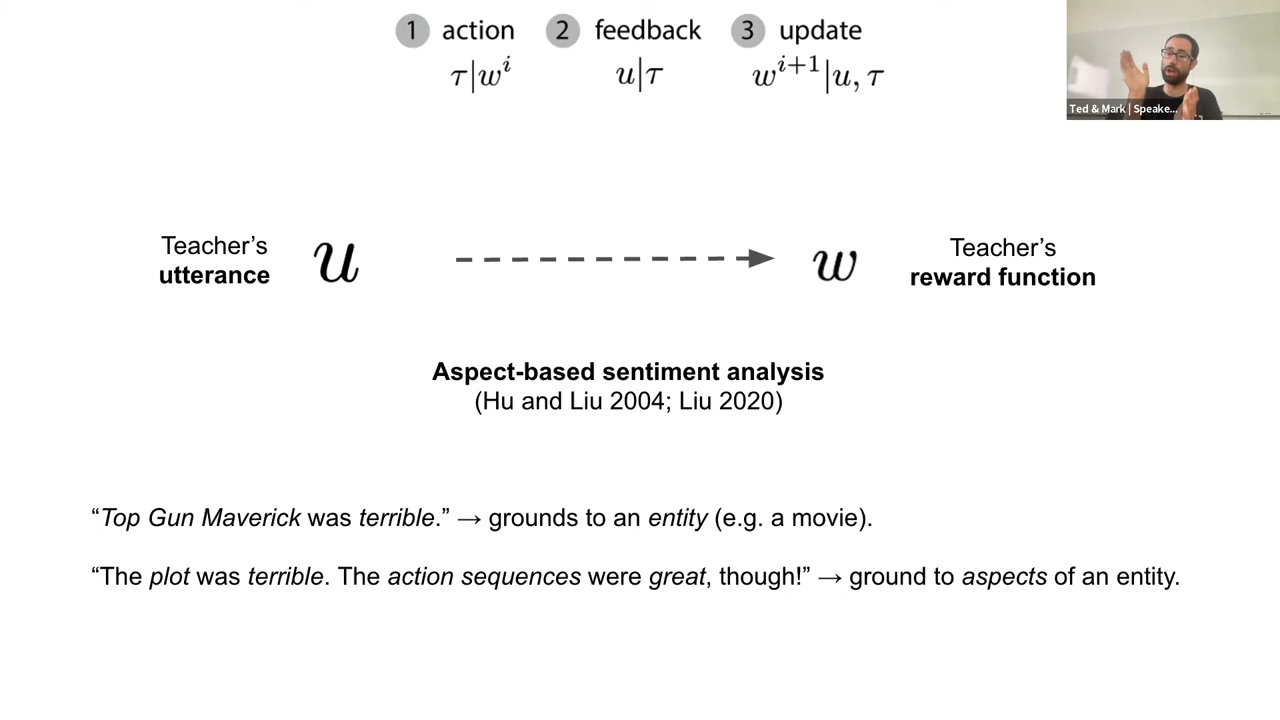 1 action 2 feedback 3 update
τ|wⁱ u|τ wⁱ⁺¹|u, τ
Ted & Mark | Speake...
Teacher’s
utterance
u
w
Teacher’s
reward function
Aspect-based sentiment analysis
(Hu and Liu 2004; Liu 2020)
“Top Gun Maverick was terrible.” → grounds to an entity (e.g. a movie).
“The plot was terrible. The action sequences were great, though!” → ground to aspects of an entity.